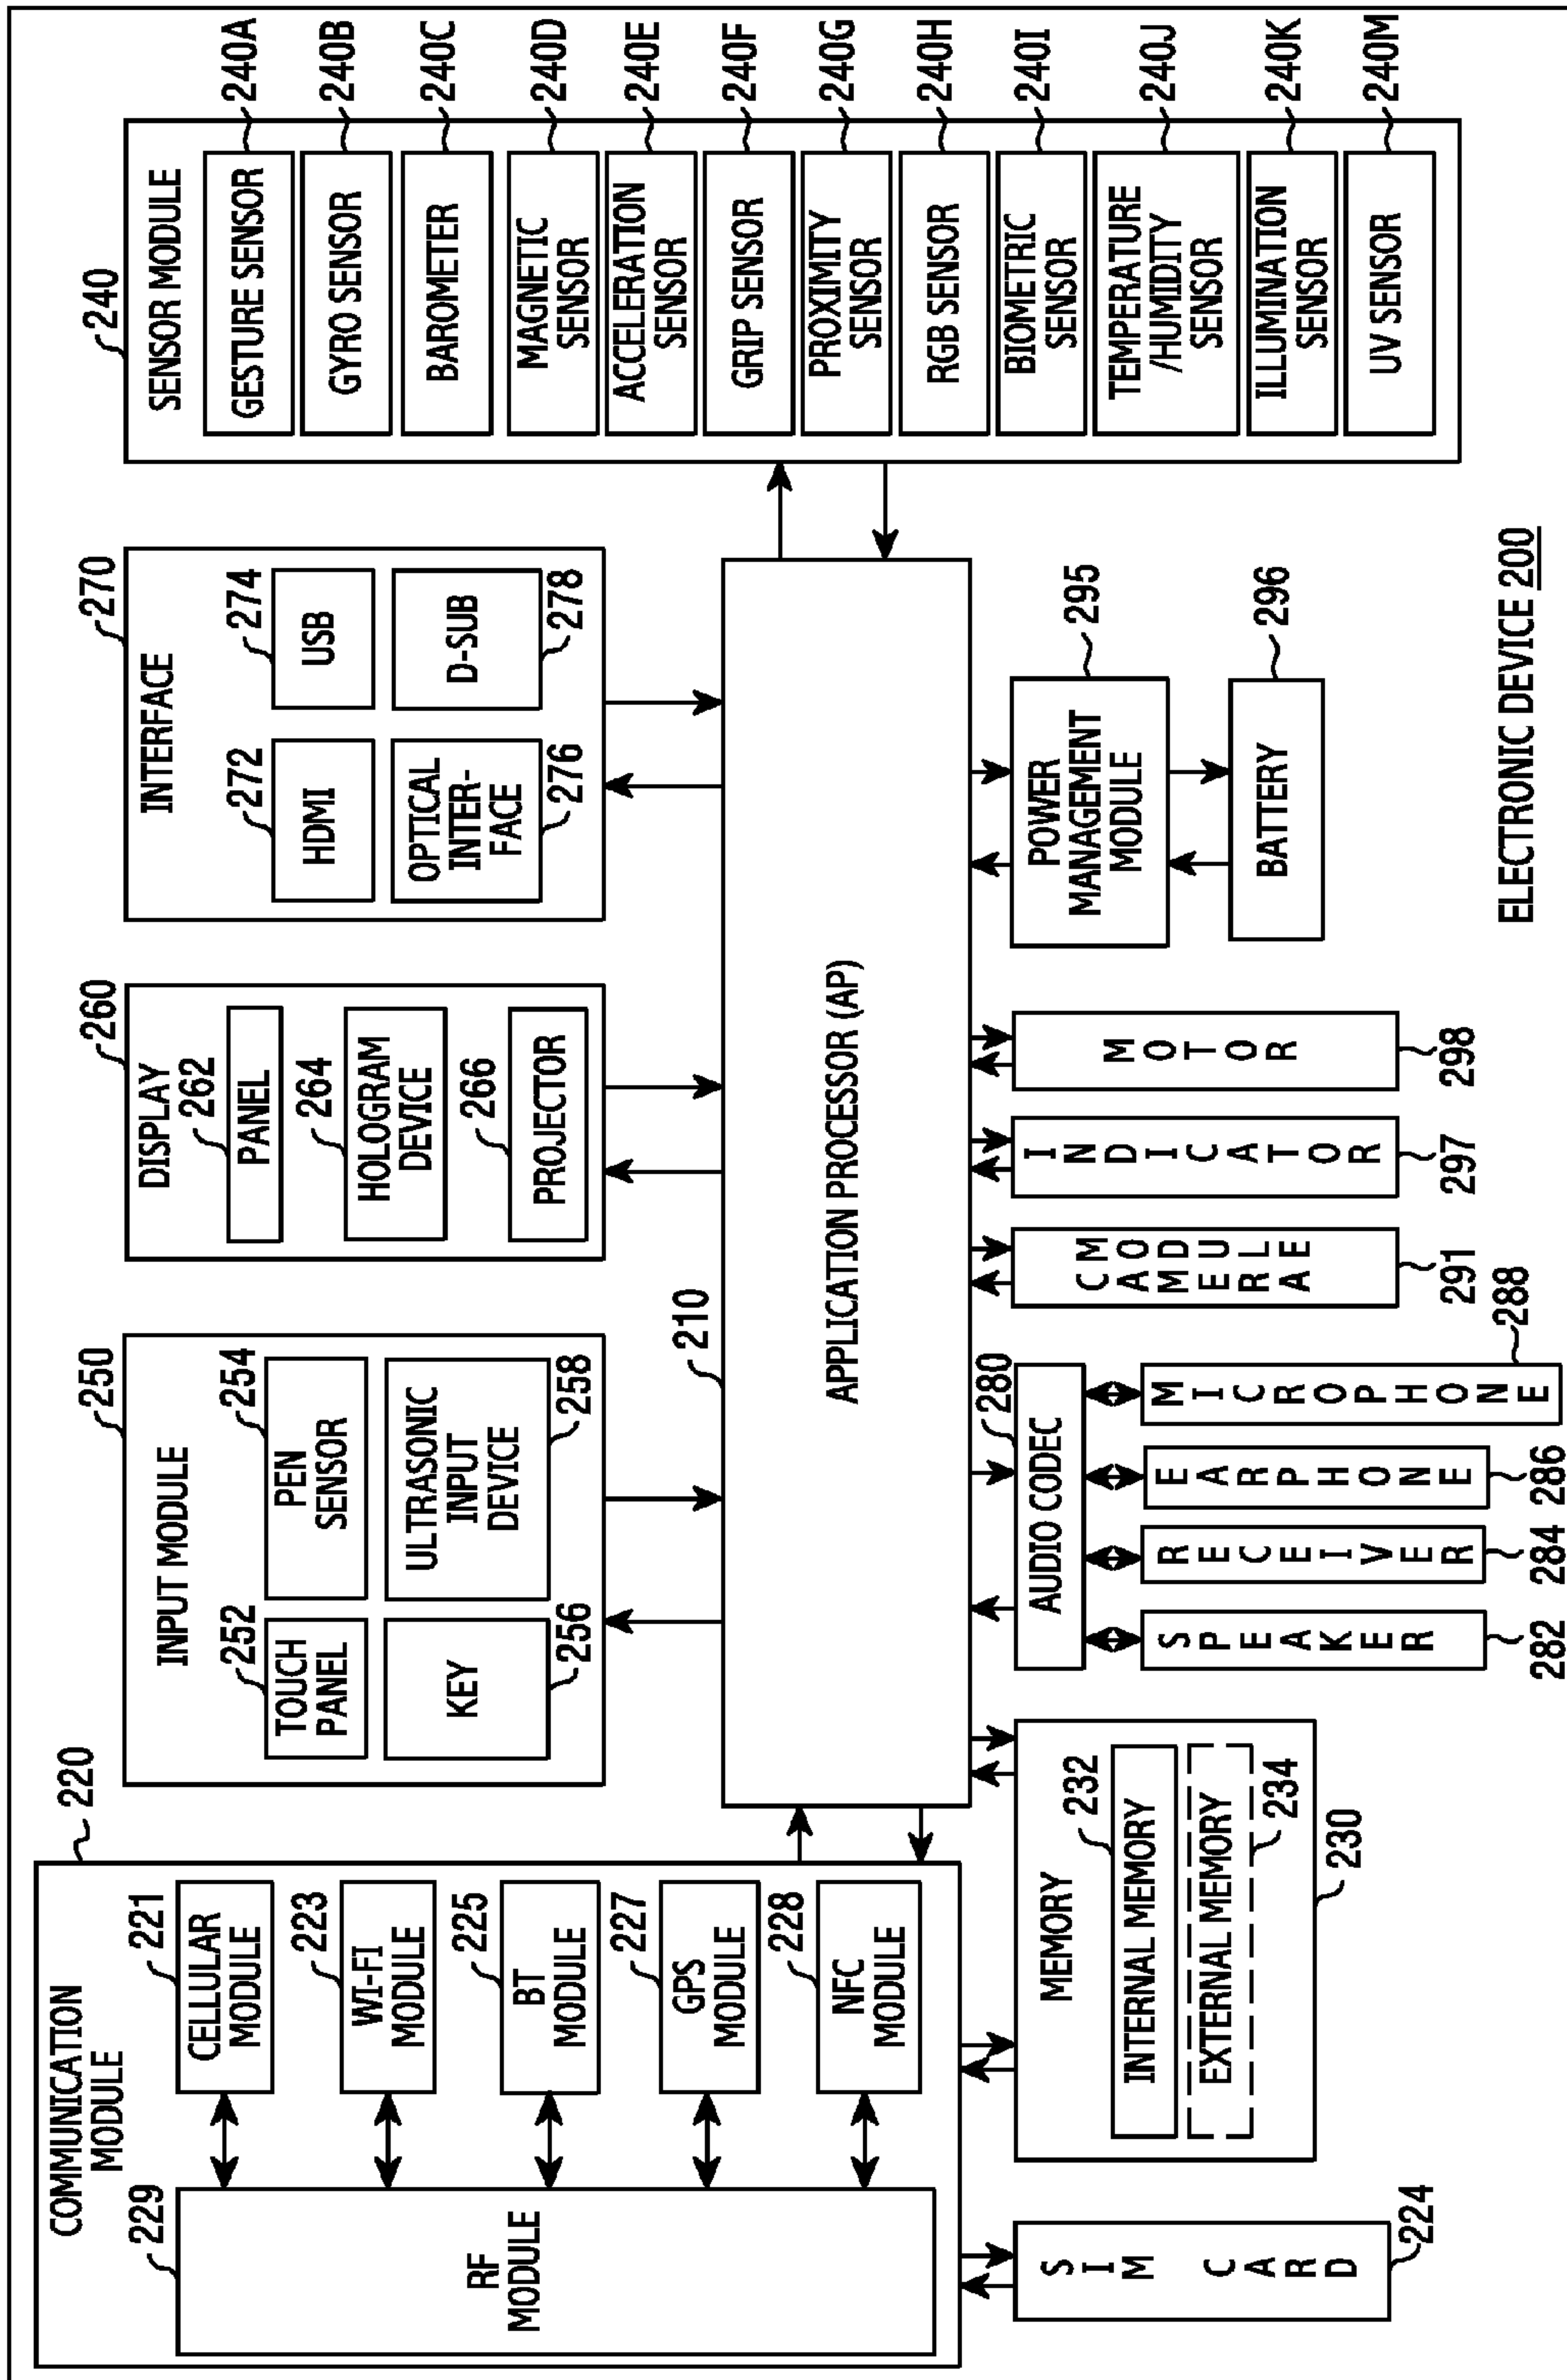 COMMUNICATION
MODULE
220
229
RF
MODULE
221
CELLULAR
MODULE
223
WI-FI
MODULE
225
BT
MODULE
227
GPS
MODULE
228
NFC
MODULE
250
INPUT MODULE
252
TOUCH
PANEL
254
PEN
SENSOR
KEY
256
ULTRASONIC
INPUT
DEVICE
258
260
DISPLAY
262
PANEL
264
HOLOGRAM
DEVICE
266
PROJECTOR
270
INTERFACE
272
HDMI
274
USB
OPTICAL
INTER-
FACE
276
D-SUB
278
240
SENSOR MODULE
GESTURE SENSOR
240A
GYRO SENSOR
240B
BAROMETER
240C
MAGNETIC
SENSOR
240D
ACCELERATION
SENSOR
240E
GRIP SENSOR
240F
PROXIMITY
SENSOR
240G
RGB SENSOR
240H
BIOMETRIC
SENSOR
240I
TEMPERATURE
/HUMIDITY
SENSOR
240J
ILLUMINATION
SENSOR
240K
UV SENSOR
240M
210
APPLICATION PROCESSOR (AP)
SIM CARD
224
MEMORY
232
INTERNAL MEMORY
EXTERNAL MEMORY
234
230
280
AUDIO CODEC
SPEAKER
282
RECEIVER
284
EARPHONE
286
MICROPHONE
288
CAMERA
MODULE
291
INDICATOR
297
MOTOR
298
POWER
MANAGEMENT
MODULE
295
BATTERY
296
ELECTRONIC DEVICE 200